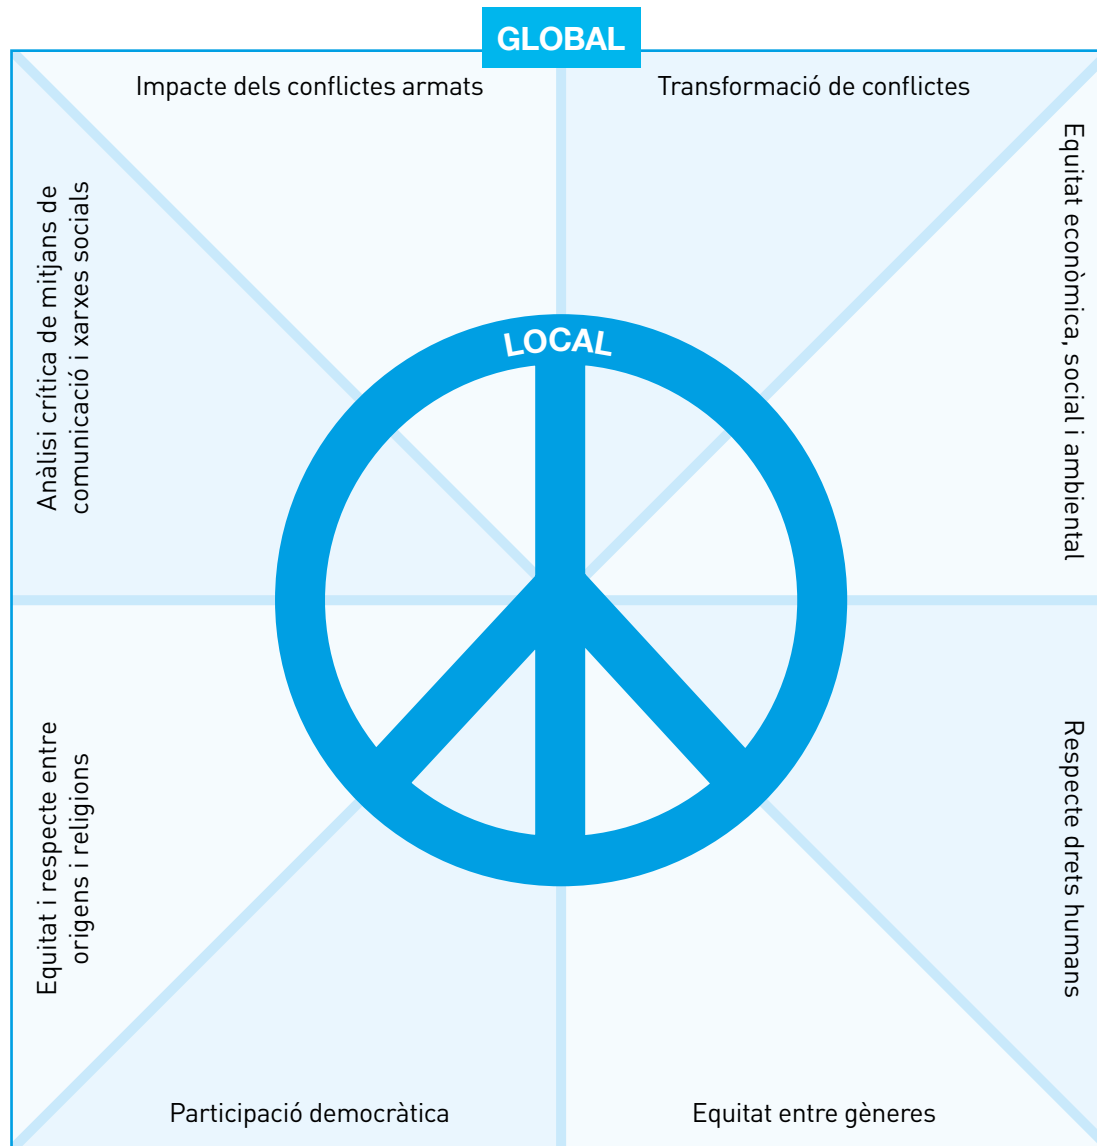 GLOBAL
Impacte dels conflictes armats
Transformació de conflictes
Equitat econòmica, social i ambiental
Respecte drets humans
Equitat entre gèneres
Participació democràtica
Equitat i respecte entre
origens i religions
Anàlisi crítica de mitjans de
comunicació i xarxes socials
LOCAL